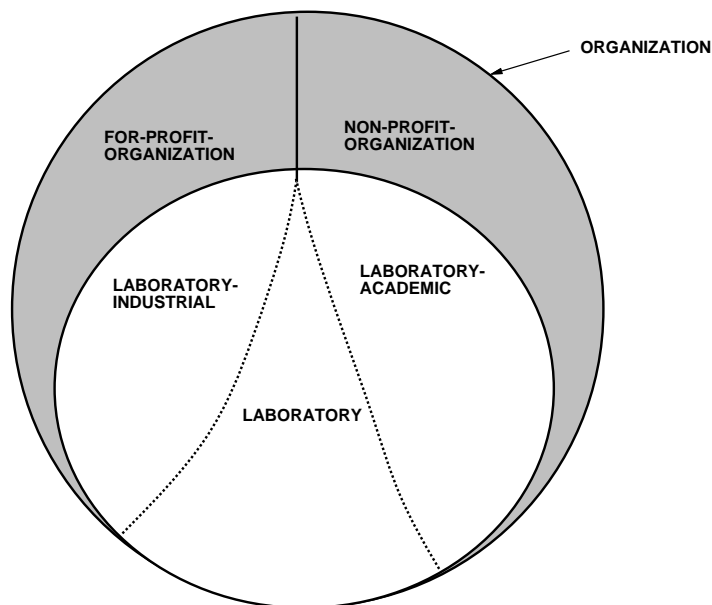 ORGANIZATION
FOR-PROFIT-
ORGANIZATION
NON-PROFIT-
ORGANIZATION
LABORATORY-
INDUSTRIAL
LABORATORY-
ACADEMIC
LABORATORY